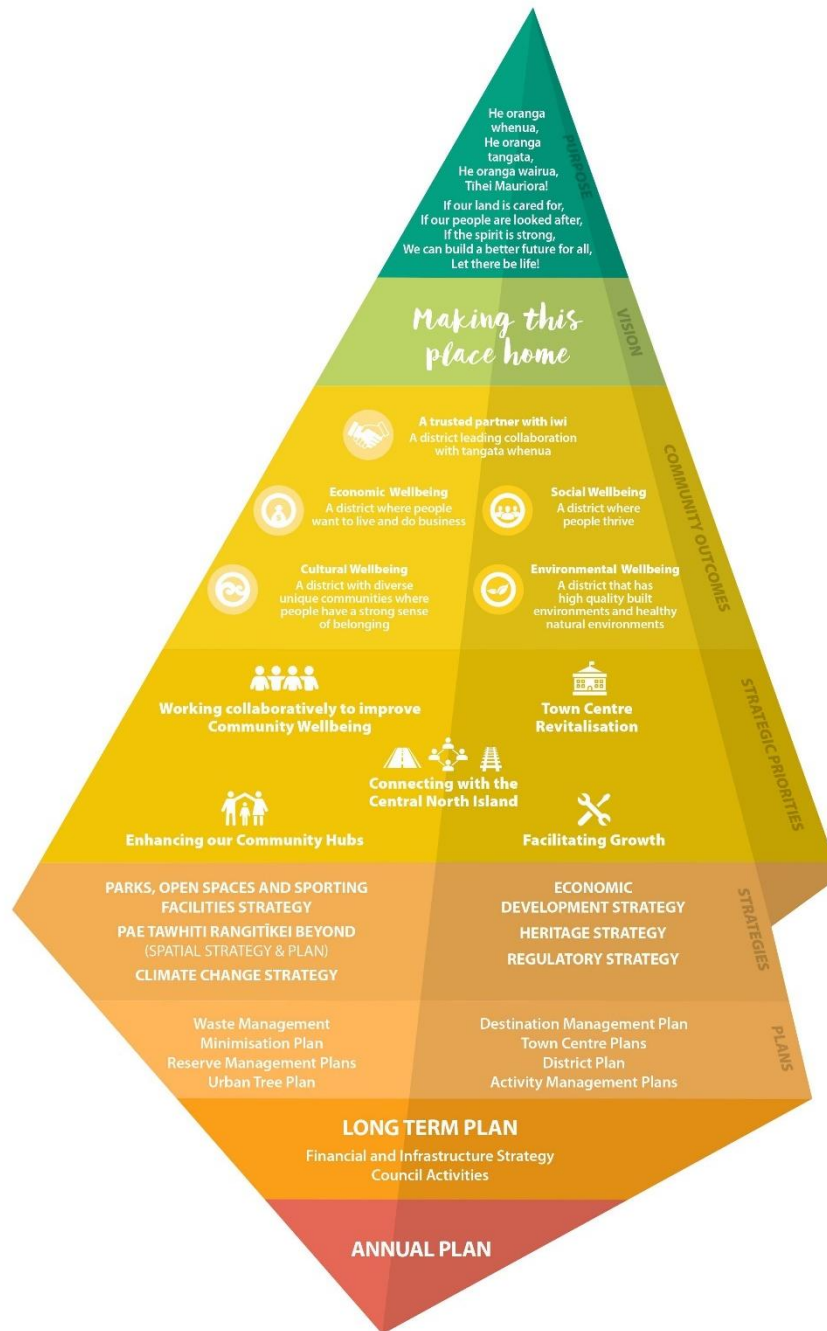 He oranga
whenua,
He oranga
tangata,
He oranga wairua,
Tihei Mauriora!
If our land is cared for,
If our people are looked after,
If the spirit is strong,
We can build a better future for all,
Let there be life!
PURPOSE
Making this
place home
VISION
A trusted partner with iwi
A district leading collaboration
with tangata whenua
Economic Wellbeing
A district where people
want to live and do business
Social Wellbeing
A district where
people thrive
Cultural Wellbeing
A district with diverse
unique communities where
people have a strong sense
of belonging
Environmental Wellbeing
A district that has
high quality built
environments and healthy
natural environments
COMMUNITY OUTCOMES
Working collaboratively to improve
Community Wellbeing
Town Centre
Revitalisation
Connecting with the
Central North Island
Enhancing our Community Hubs
Facilitating Growth
STRATEGIC PRIORITIES
PARKS, OPEN SPACES AND SPORTING
FACILITIES STRATEGY
PAE TAWHITI RANGITĪKEI BEYOND
(SPATIAL STRATEGY & PLAN)
CLIMATE CHANGE STRATEGY
ECONOMIC
DEVELOPMENT STRATEGY
HERITAGE STRATEGY
REGULATORY STRATEGY
STRATEGIES
Waste Management
Minimisation Plan
Reserve Management Plans
Urban Tree Plan
Destination Management Plan
Town Centre Plans
District Plan
Activity Management Plans
PLANS
LONG TERM PLAN
Financial and Infrastructure Strategy
Council Activities
ANNUAL PLAN